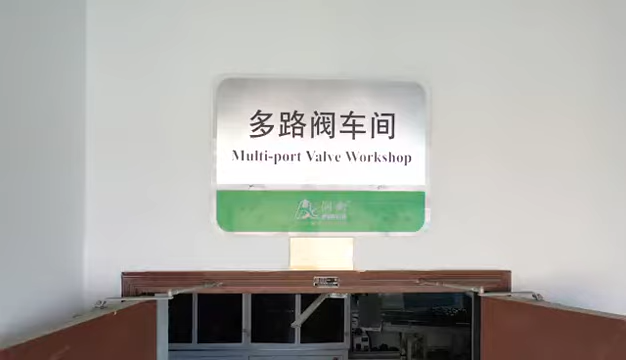 多路阀车间
Multi-port Valve Workshop